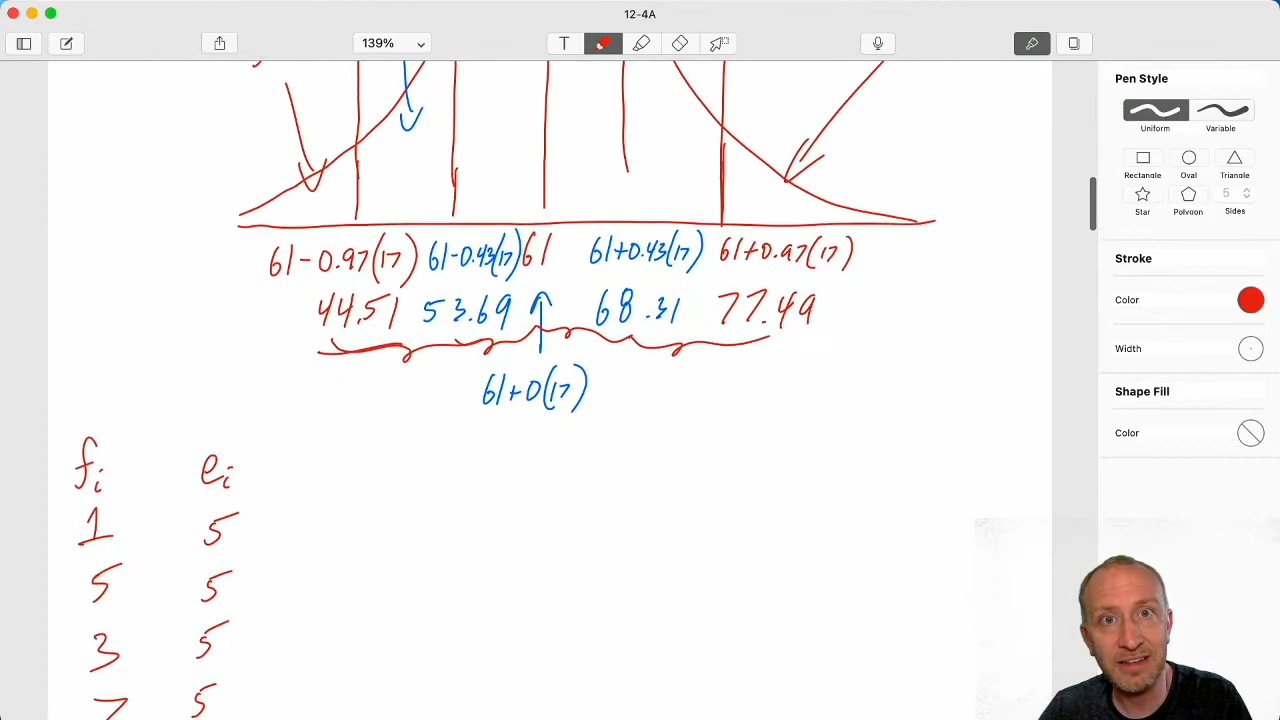 12-4A
139%
T
Pen Style
Uniform Variable
Rectangle Oval Triangle
5
Star Polygon Sides
Stroke
Color
Width
Shape Fill
Color
61-0.97(17) 61-0.43(17) 61 61+0.43(17) 61+0.97(17)
44.51 53.69 68.31 77.49
61+0(17)
fi ei
1 5
5 5
3 5
7 5